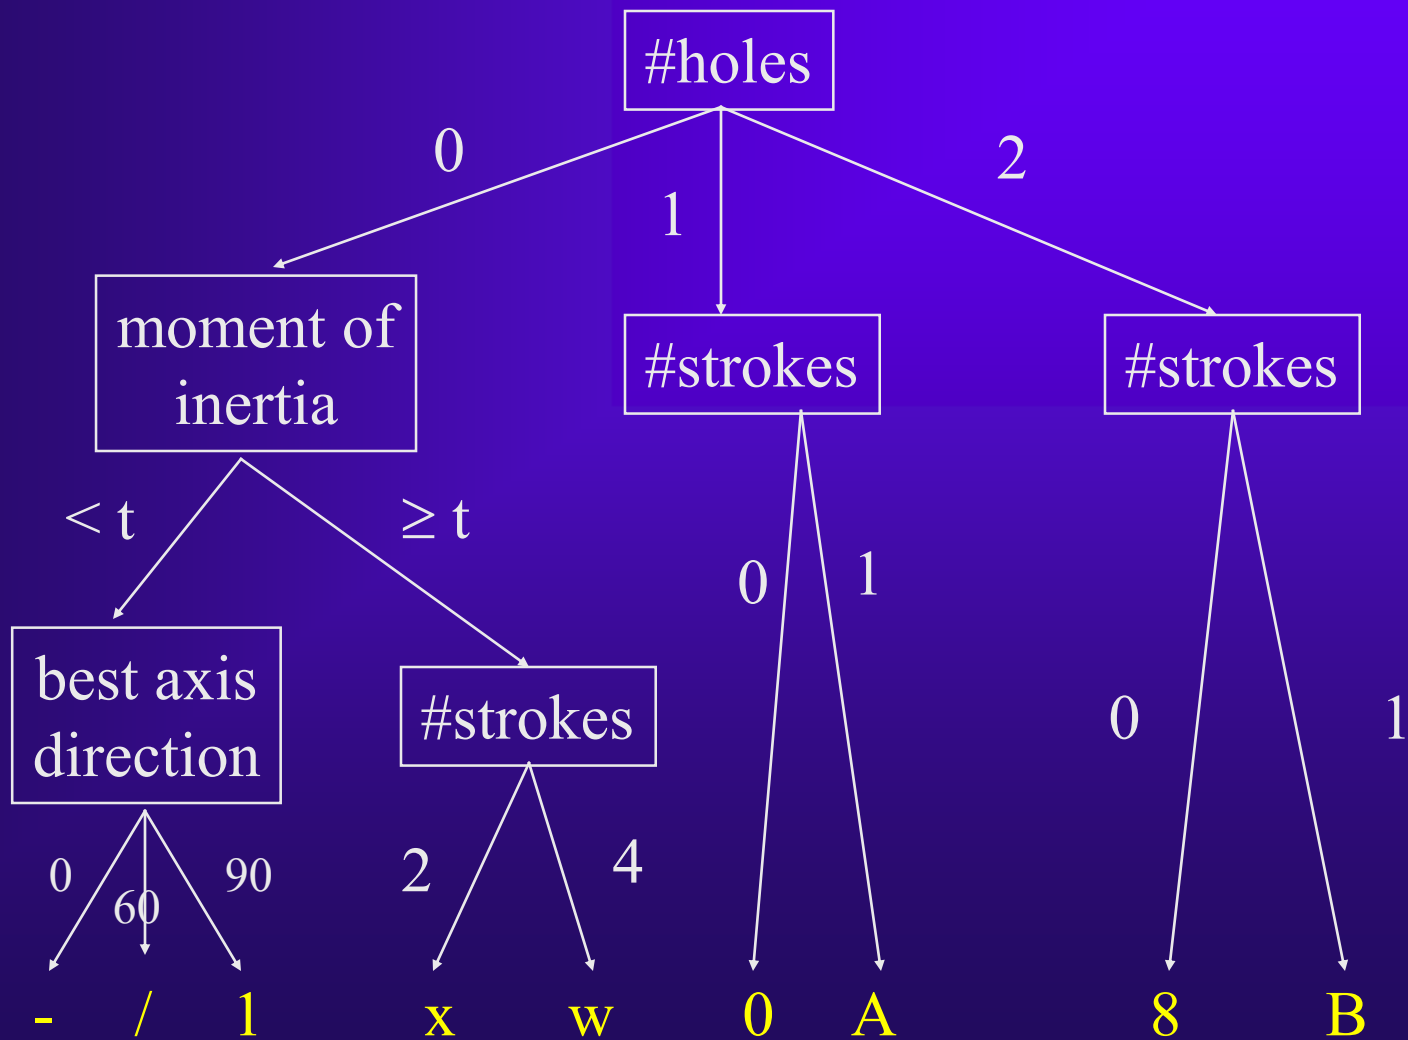 #holes
0
1
2
moment of
inertia
#strokes
#strokes
< t
≥ t
0
1
best axis
direction
#strokes
0
1
0
60
90
2
4
- / 1 x w 0 A 8 B